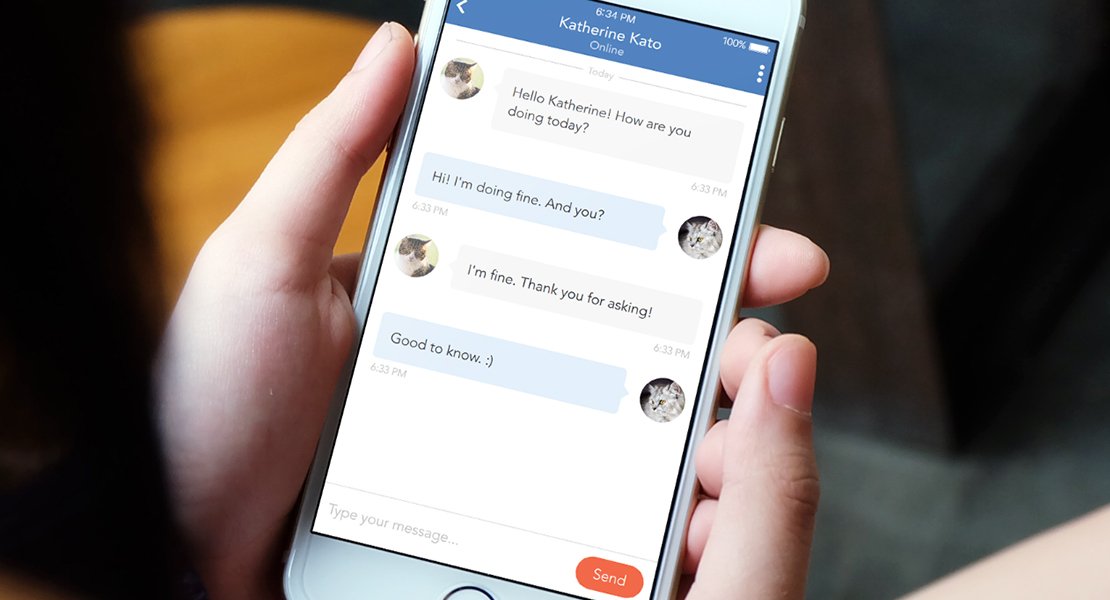 6:34 PM
100%
Katherine Kato
Online
Today
Hello Katherine! How are you
doing today?
6:33 PM
Hi! I'm doing fine. And you?
6:33 PM
I'm fine. Thank you for asking!
6:33 PM
Good to know. :)
6:33 PM
Type your message...
Send